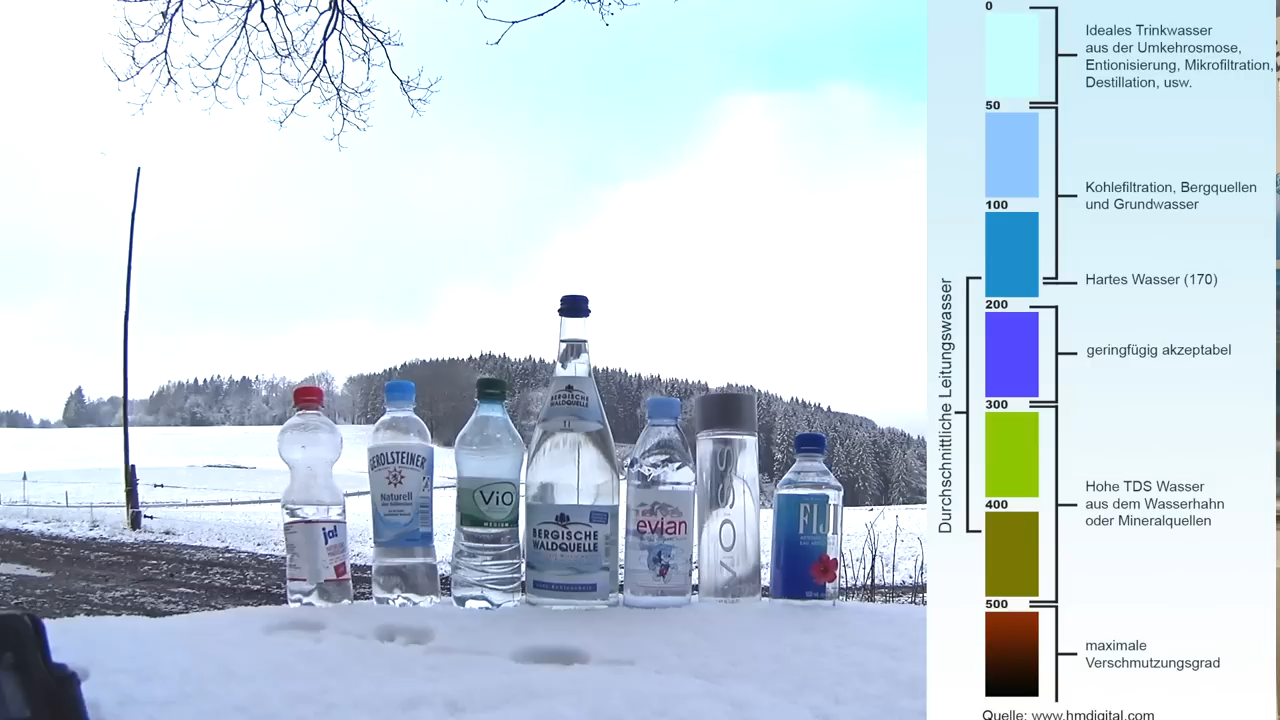 ja!
GEROLSTEINER
Naturell
ViO
MEDIUM
BERGISCHE
WALDQUELLE
1L
BERGISCHE
WALDQUELLE
evian
VOSS
FIJI
0
Ideales Trinkwasser
aus der Umkehrosmose,
Entionisierung, Mikrofiltration,
Destillation, usw.
50
Kohlefiltration, Bergquellen
und Grundwasser
100
Hartes Wasser (170)
200
geringfügig akzeptabel
300
Durchschnittliche Leitungswasser
Hohe TDS Wasser
aus dem Wasserhahn
oder Mineralquellen
400
500
maximale
Verschmutzungsgrad
Quelle: www.hmdigital.com